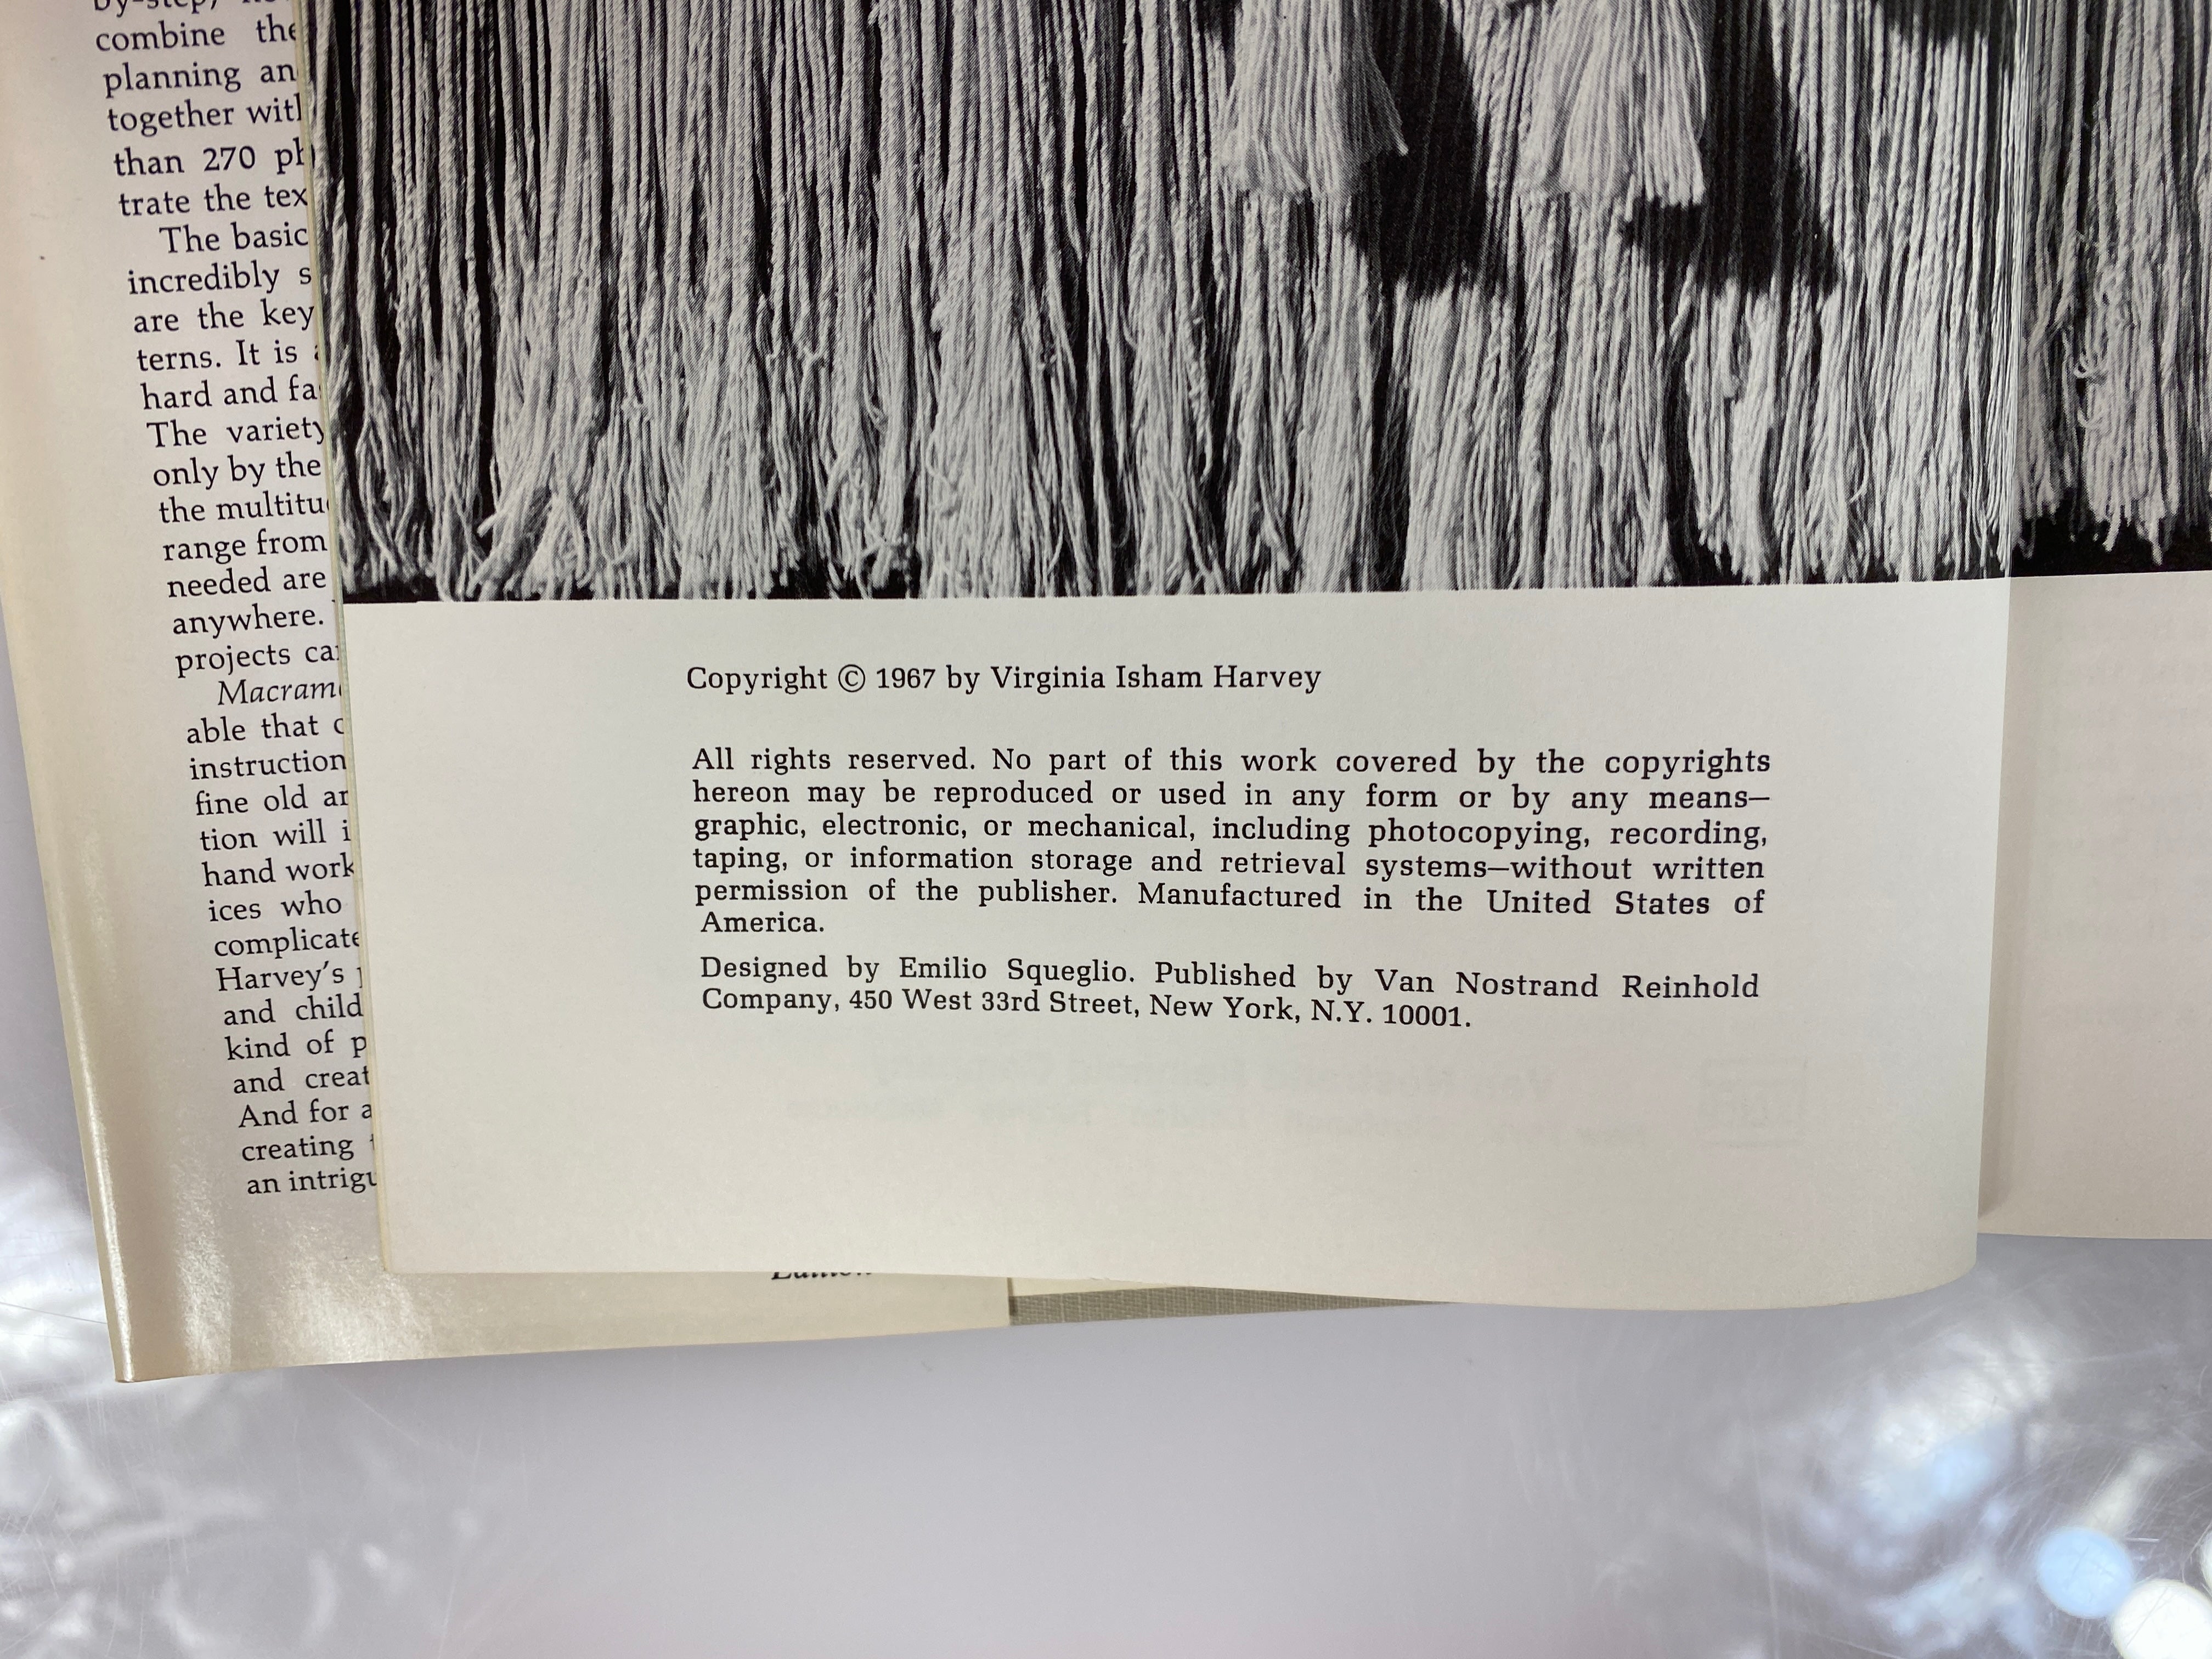 combine the
planning an
together with
than 270
trate the tex
The basic
incredibly s
are the key
terns. It is
hard and fa
The variety
only by the
the multitu
range from
needed are
anywhere.
projects ca
Macram
able that
instruction
fine old ar
tion will i
hand work
ices who
complicate
Harvey's
and child
kind of p
and creat
And for a
creating
an intrigu
Copyright © 1967 by Virginia Isham Harvey
All rights reserved. No part of this work covered by the copyrights
hereon may be reproduced or used in any form or by any means—
graphic, electronic, or mechanical, including photocopying, recording,
taping, or information storage and retrieval systems—without written
permission of the publisher. Manufactured in the United States of
America.
Designed by Emilio Squeglio. Published by Van Nostrand Reinhold
Company, 450 West 33rd Street, New York, N.Y. 10001.